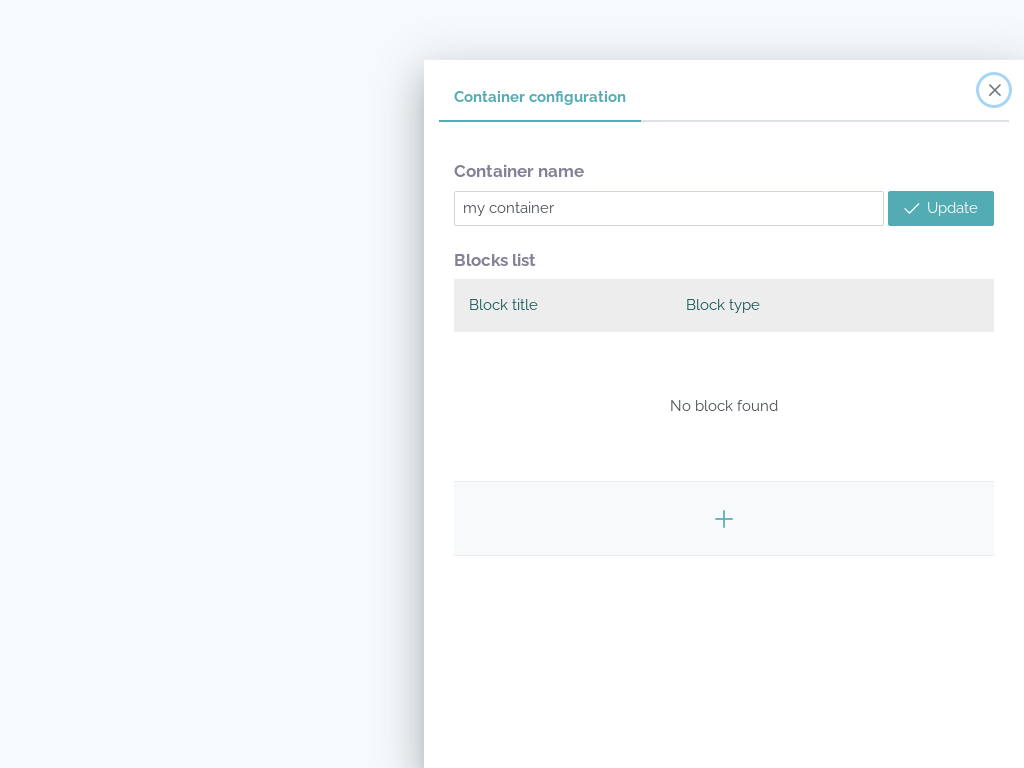 Container configuration
Container name
my container
Update
Blocks list
Block title Block type
No block found